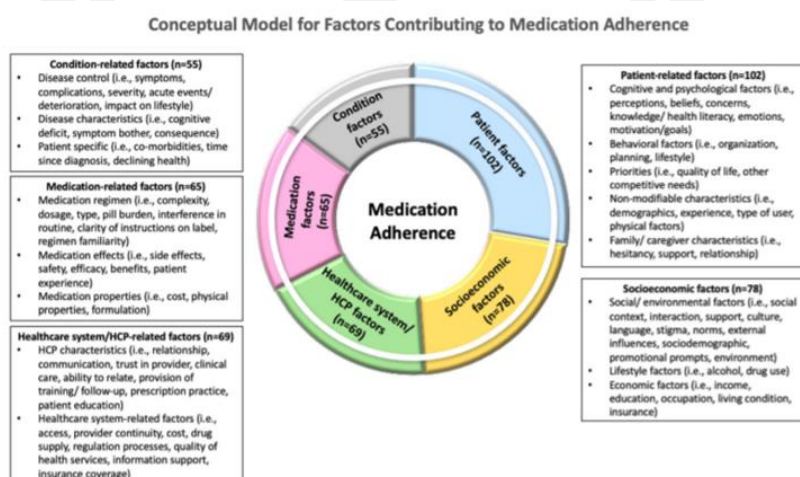 Conceptual Model for Factors Contributing to Medication Adherence
Condition-related factors (n=55)
• Disease control (i.e., symptoms,
complications, severity, acute events/
deterioration, impact on lifestyle)
• Disease characteristics (i.e., cognitive
deficit, symptom bother, consequence)
• Patient specific (i.e., co-morbidities, time
since diagnosis, declining health)
Medication-related factors (n=65)
• Medication regimen (i.e., complexity,
dosage, type, pill burden, interference in
routine, clarity of instructions on label,
regimen familiarity)
• Medication effects (i.e., side effects,
safety, efficacy, benefits, patient
experience)
• Medication properties (i.e., cost, physical
properties, formulation)
Healthcare system/HCP-related factors (n=69)
• HCP characteristics (i.e., relationship,
communication, trust in provider, clinical
care, ability to relate, provision of
training/ follow-up, prescription practice,
patient education)
• Healthcare system-related factors (i.e.,
access, provider continuity, cost, drug
supply, regulation processes, quality of
health services, information support,
insurance coverage)
Condition
factors
(n=55)
Patient factors
(n=102)
Medication
factors
(n=65)
Medication
Adherence
Healthcare system/
HCP factors
(n=69)
Socioeconomic
factors
(n=78)
Patient-related factors (n=102)
• Cognitive and psychological factors (i.e.,
perceptions, beliefs, concerns,
knowledge/ health literacy, emotions,
motivation/goals)
• Behavioral factors (i.e., organization,
planning, lifestyle)
• Priorities (i.e., quality of life, other
competitive needs)
• Non-modifiable characteristics (i.e.,
demographics, experience, type of user,
physical factors)
• Family/ caregiver characteristics (i.e.,
hesitancy, support, relationship)
Socioeconomic factors (n=78)
• Social/ environmental factors (i.e., social
context, interaction, support, culture,
language, stigma, norms, external
influences, sociodemographic,
promotional prompts, environment)
• Lifestyle factors (i.e., alcohol, drug use)
• Economic factors (i.e., income,
education, occupation, living condition,
insurance)